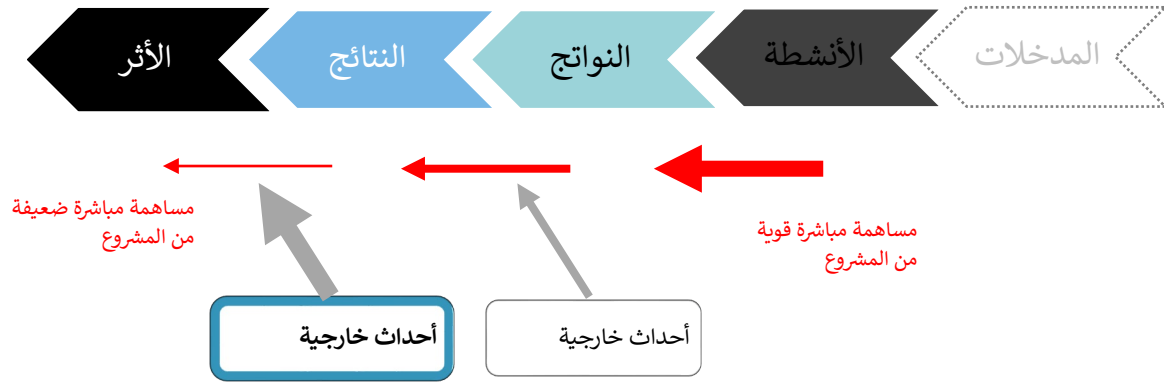 المدخلات
الأنشطة
النواتج
النتائج
الأثر
مساهمة مباشرة قوية
من المشروع
مساهمة مباشرة ضعيفة
من المشروع
أحداث خارجية
أحداث خارجية